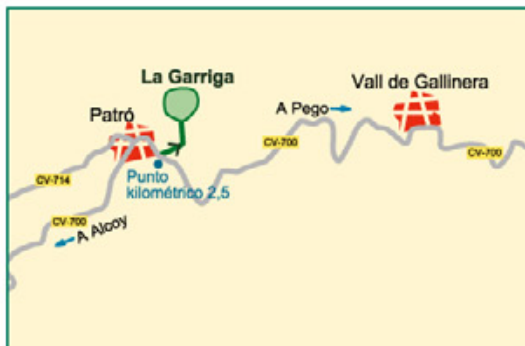 La Garriga
Vall de Gallinera
A Pego
Patró
CV-700
CV-700
Punto
kilométrico 2,5
CV-714
CV-700
A Alcoy